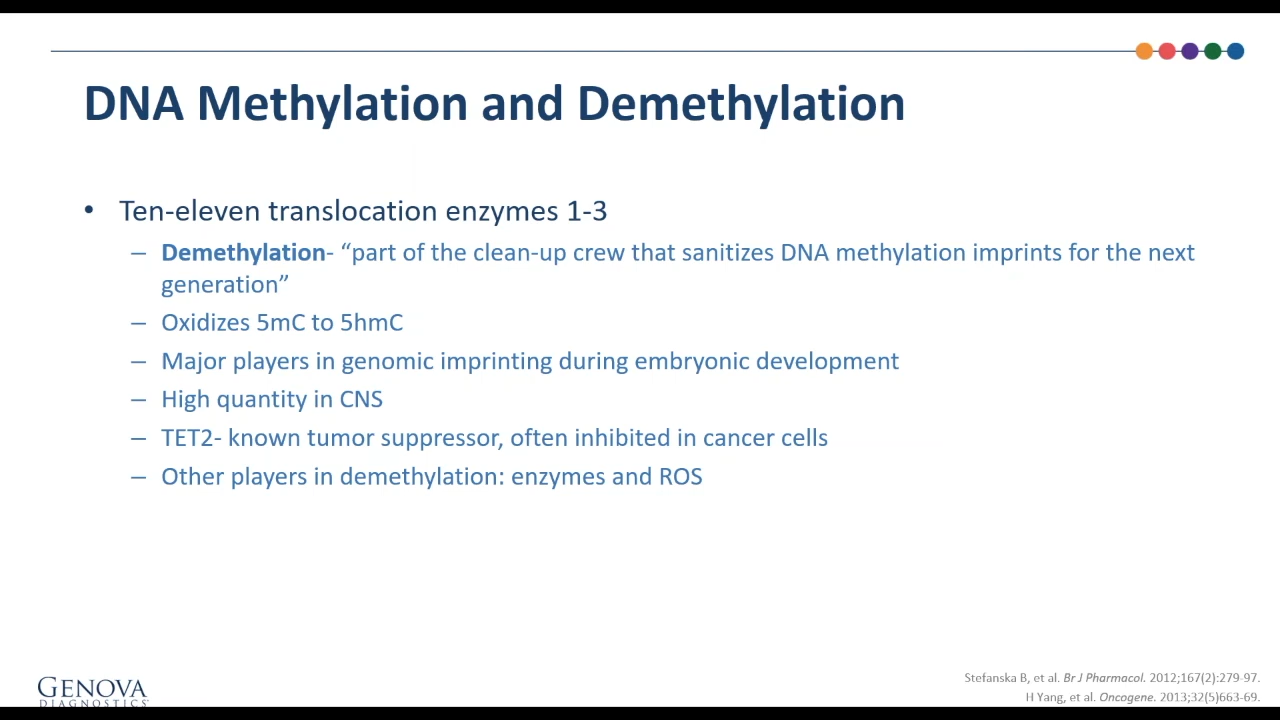 DNA Methylation and Demethylation
• Ten-eleven translocation enzymes 1-3
– Demethylation- “part of the clean-up crew that sanitizes DNA methylation imprints for the next
generation”
– Oxidizes 5mC to 5hmC
– Major players in genomic imprinting during embryonic development
– High quantity in CNS
– TET2- known tumor suppressor, often inhibited in cancer cells
– Other players in demethylation: enzymes and ROS
GENOVA
DIAGNOSTICS
Stefanska B, et al. Br J Pharmacol. 2012;167(2):279-97.
H Yang, et al. Oncogene. 2013;32(5)663-69.